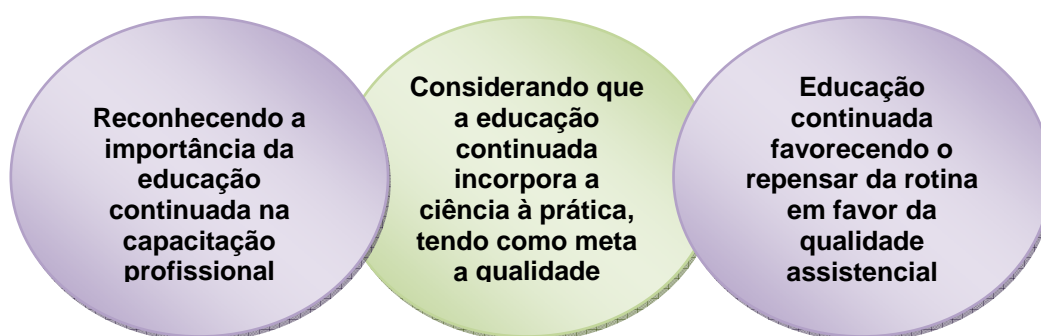 Reconhecendo a
importância da
educação
continuada na
capacitação
profissional
Considerando que
a educação
continuada
incorpora a
ciência à prática,
tendo como meta
a qualidade
Educação
continuada
favorecendo o
repensar da rotina
em favor da
qualidade
assistencial